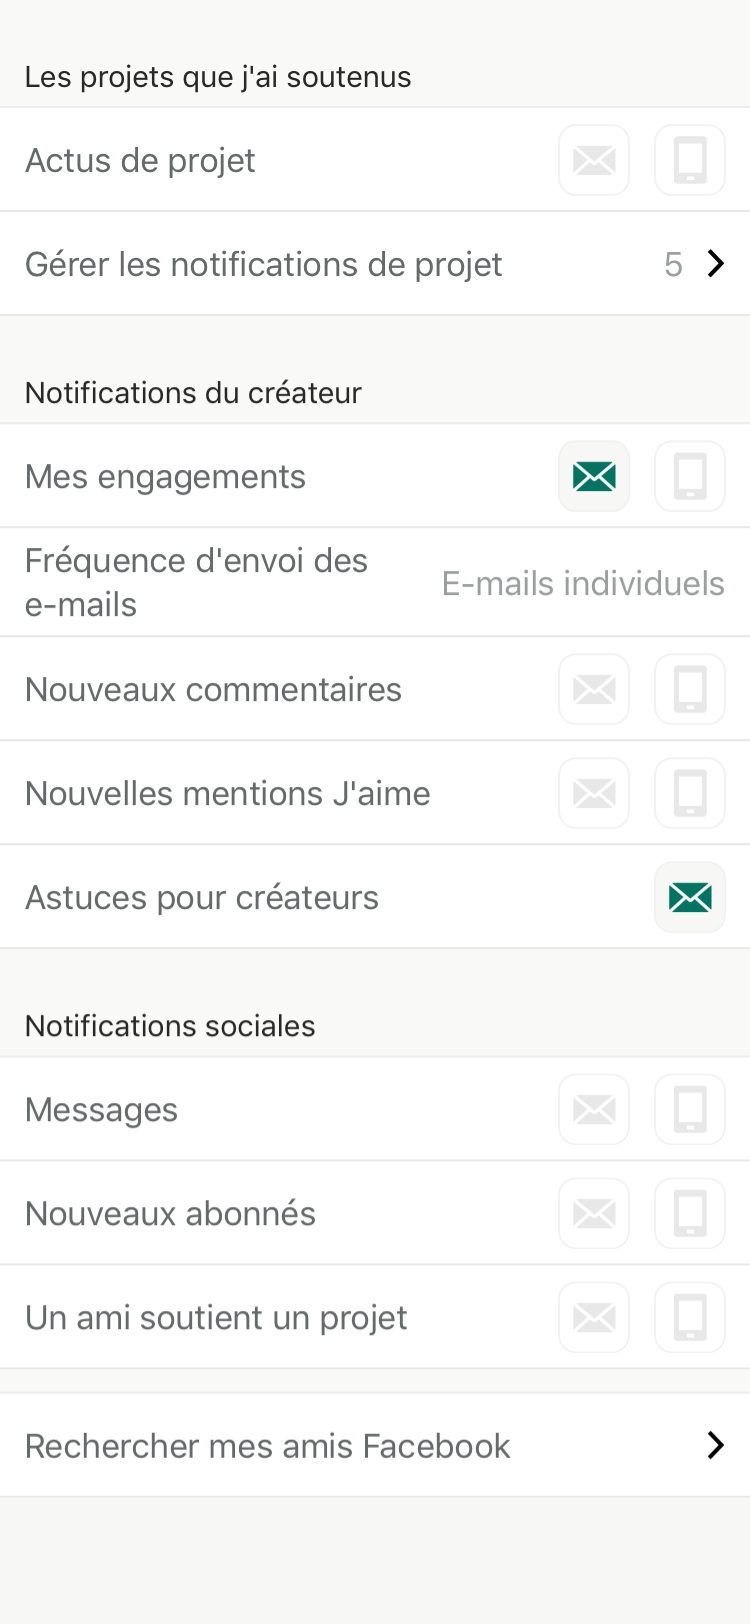 Les projets que j'ai soutenus
Actus de projet
Gérer les notifications de projet 5
Notifications du créateur
Mes engagements
Fréquence d'envoi des
e-mails
E-mails individuels
Nouveaux commentaires
Nouvelles mentions J'aime
Astuces pour créateurs
Notifications sociales
Messages
Nouveaux abonnés
Un ami soutient un projet
Rechercher mes amis Facebook